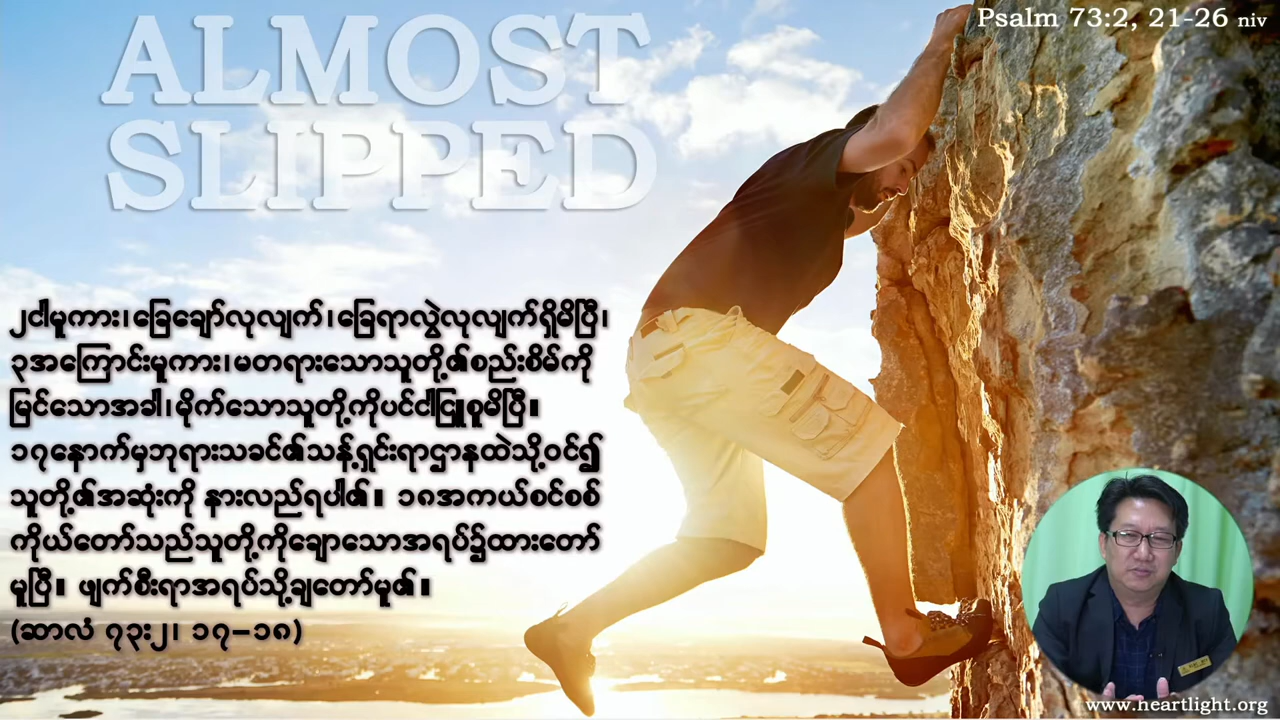 ALMOST
SLIPPED
Psalm 73:2, 21-26 niv
၂ငါမူကား၊ ခြေချော်လုလျက်၊ ခြေရာလွဲလုလျက်ရှိမိပြီ၊
၃အကြောင်းမူကား၊ မတရားသောသူတို့၏စည်းစိမ်ကို
မြင်သောအခါ၊ မိုက်သောသူတို့ကိုပင်ငါငြူစူမိပြီ။
၁၇နောက်မှဘုရားသခင်၏သန့်ရှင်းရာဌာနထဲသို့ဝင်၍
သူတို့၏အဆုံးကို နားလည်ရပါ၏။ ၁၈အကယ်စင်စစ်
ကိုယ်တော်သည်သူတို့ကိုချောသောအရပ်၌ထားတော်
မူပြီ။ ဖျက်စီးရာအရပ်သို့ချတော်မူ၏။
(ဆာလံ ၇၃း၂၊ ၁၇–၁၈)
www.heartlight.org